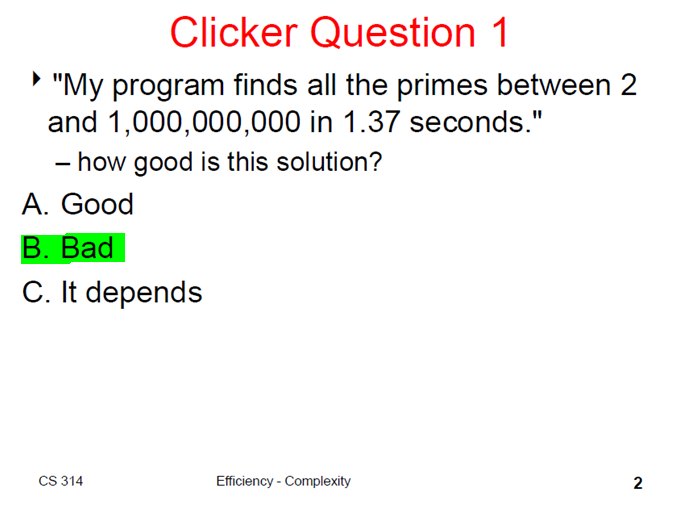 Clicker Question 1
"My program finds all the primes between 2
and 1,000,000,000 in 1.37 seconds."
– how good is this solution?
A. Good
B. Bad
C. It depends
CS 314 Efficiency - Complexity 2